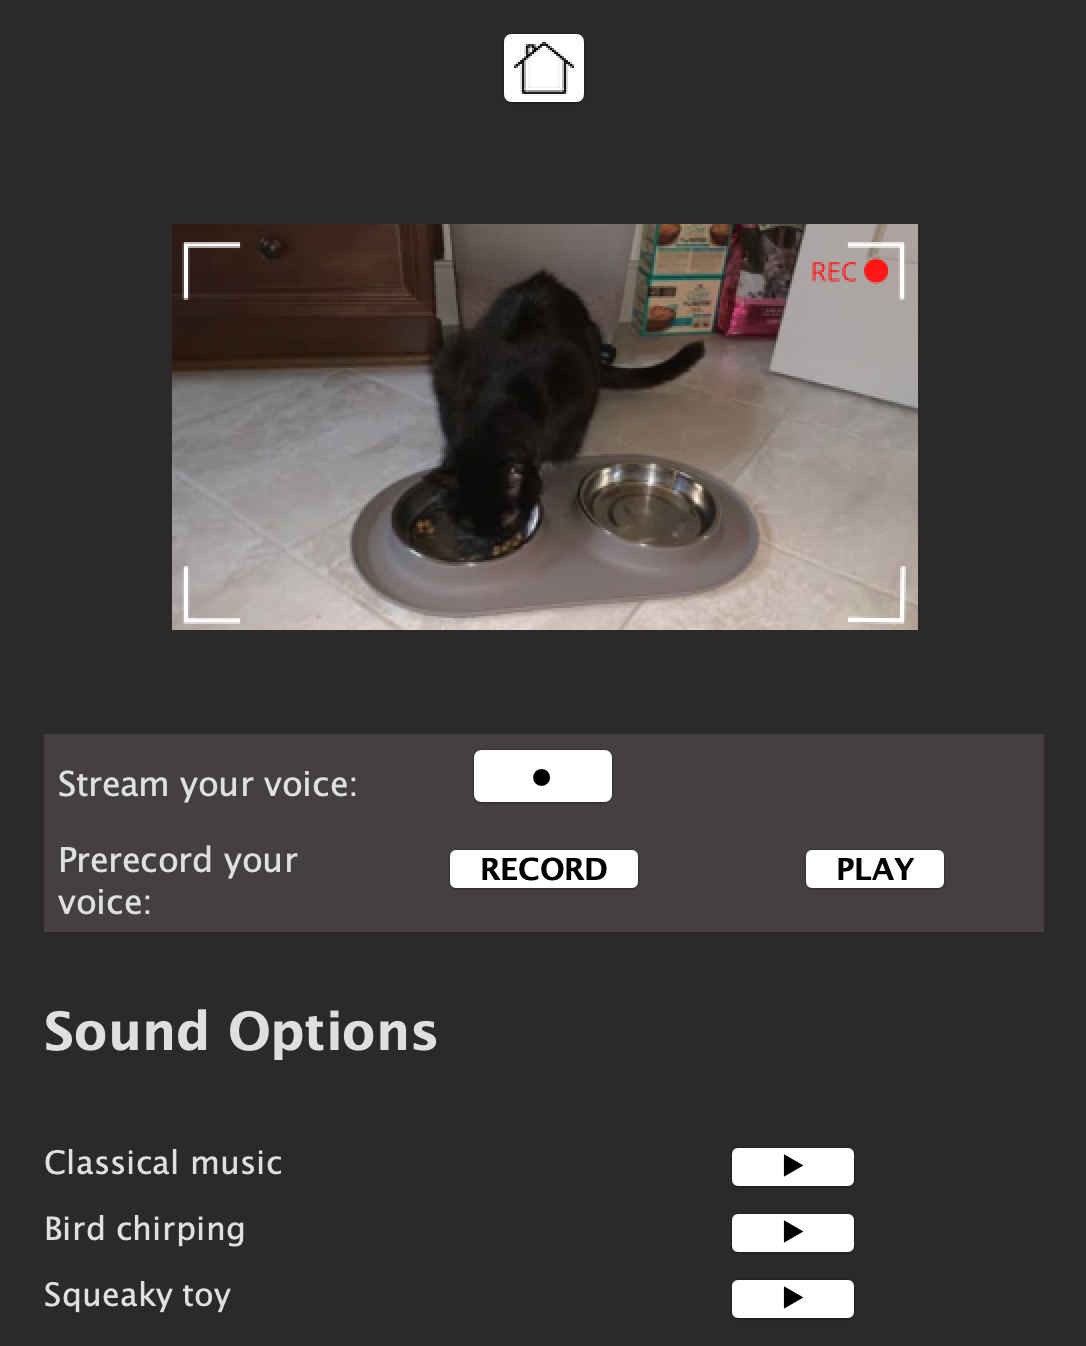 REC
Stream your voice:
Prerecord your
voice:
RECORD
PLAY
Sound Options
Classical music
Bird chirping
Squeaky toy